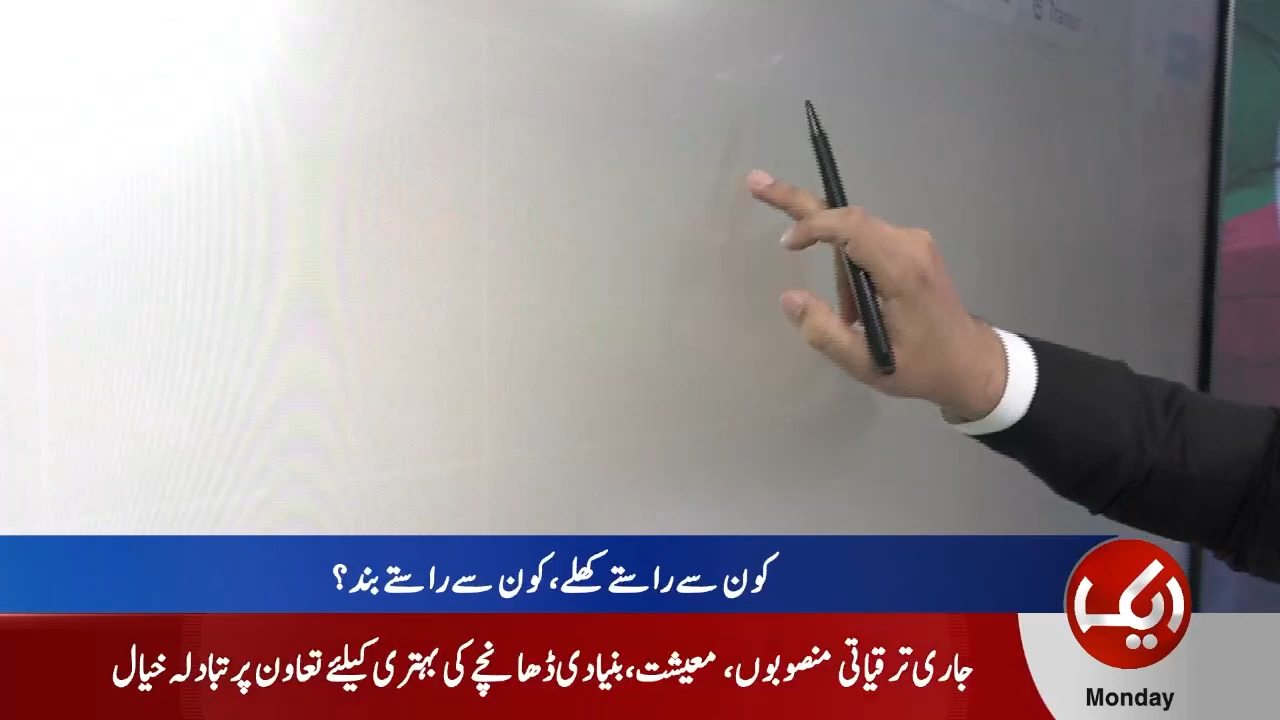 کون سے راستے کھلے، کون سے راستے بند؟
جاری ترقیاتی منصوبوں، معیشت، بنیادی ڈھانچے کی بہتری کیلئے تعاون پر تبادلہ خیال
ایک
Monday